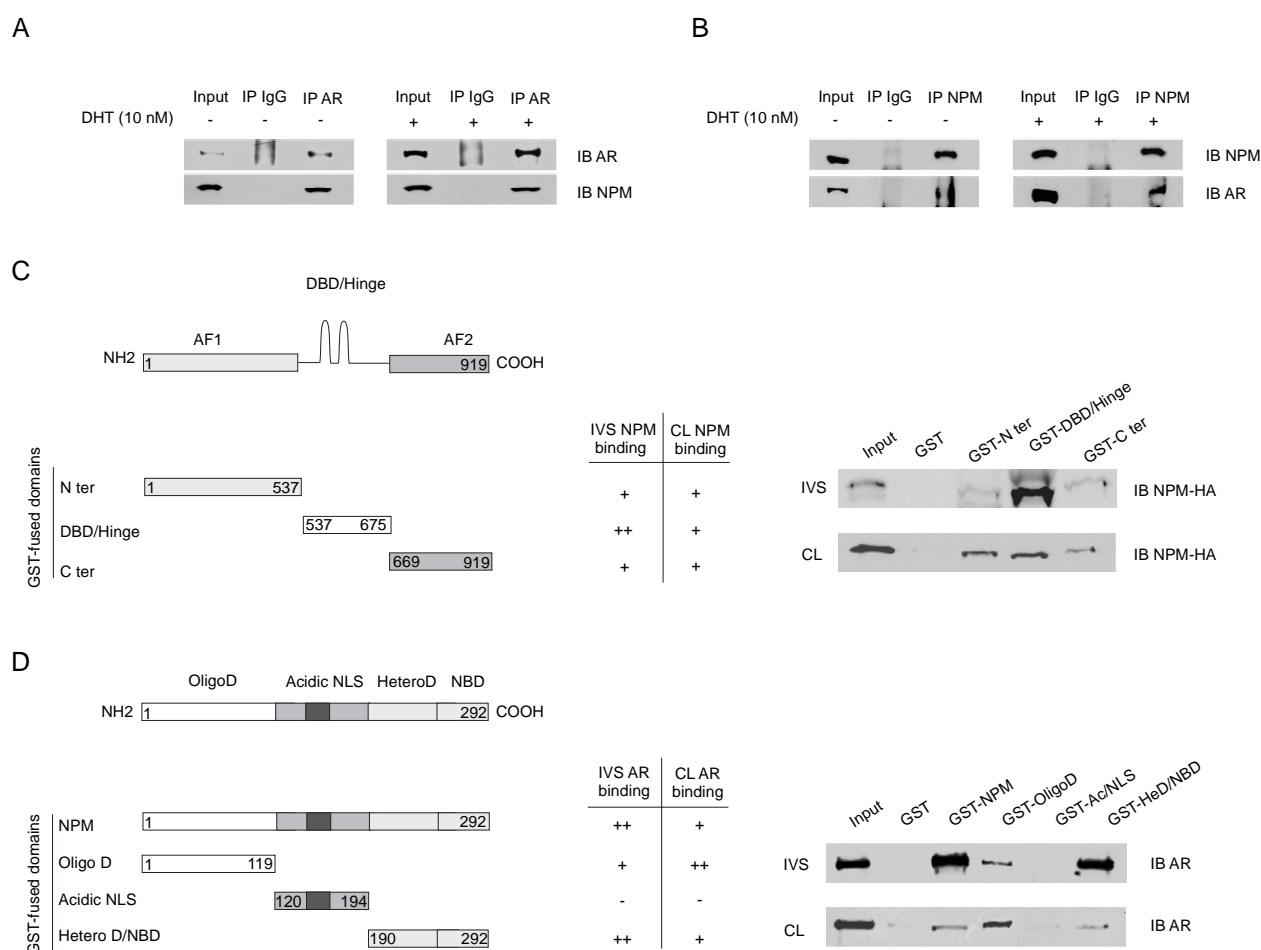 A
Input IP IgG IP AR Input IP IgG IP AR
DHT (10 nM) - - - + + +
IB AR
IB NPM
B
Input IP IgG IP NPM Input IP IgG IP NPM
DHT (10 nM) - - - + + +
IB NPM
IB AR
C
DBD/Hinge
AF1 AF2
NH2 1 919 COOH
GST-fused domains
N ter 1 537
DBD/Hinge 537 675
C ter 669 919
IVS NPM binding CL NPM binding
+ +
++ +
+ +
Input GST GST-N ter GST-DBD/Hinge GST-C ter
IVS IB NPM-HA
CL IB NPM-HA
D
OligoD Acidic NLS HeteroD NBD
NH2 1 292 COOH
GST-fused domains
NPM 1 292
Oligo D 1 119
Acidic NLS 120 194
Hetero D/NBD 190 292
IVS AR binding CL AR binding
++ +
+ ++
- -
++ +
Input GST GST-NPM GST-OligoD GST-Ac/NLS GST-HeD/NBD
IVS IB AR
CL IB AR